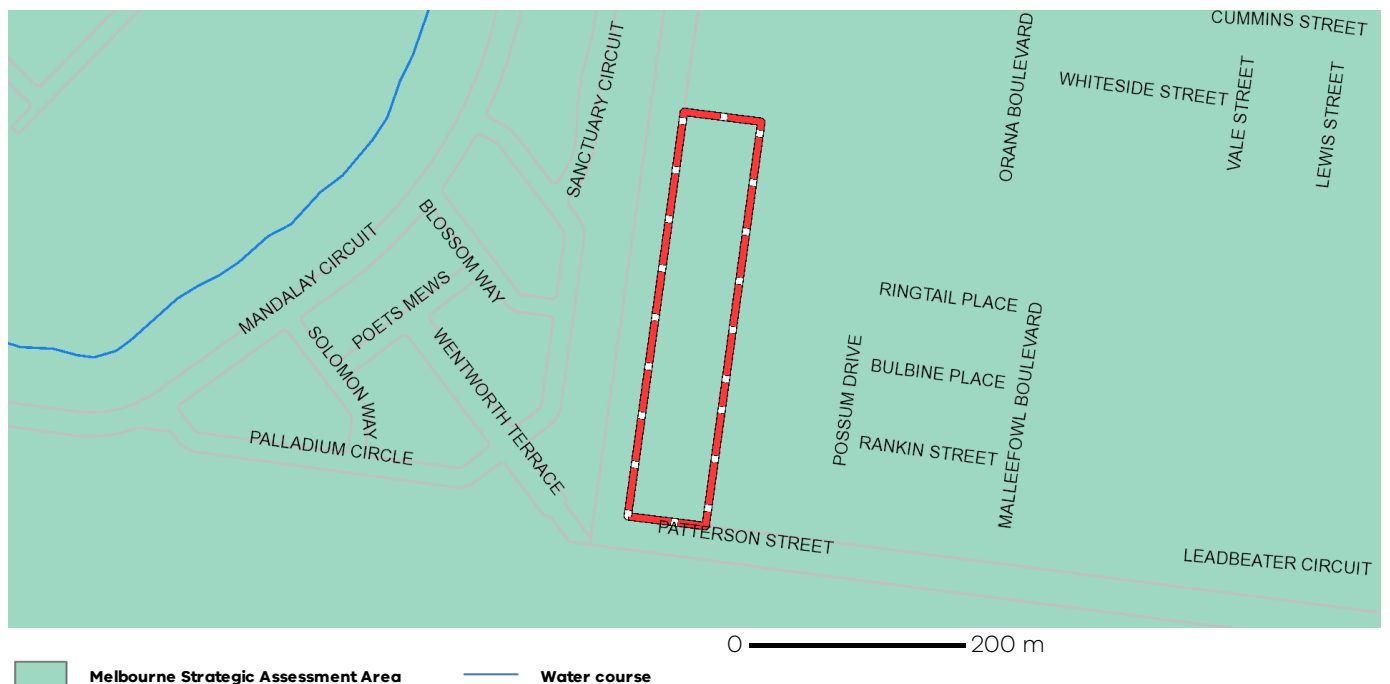 CUMMINS STREET
SANCTUARY CIRCUIT
ORANA BOULEVARD
WHITESIDE STREET
VALE STREET
LEWIS STREET
BLOSSOM WAY
MANDALAY CIRCUIT
POETS MEWS
RINGTAIL PLACE
SOLOMON WAY
WENTWORTH TERRACE
POSSUM DRIVE
BULBINE PLACE
MALLEEFOWL BOULEVARD
PALLADIUM CIRCLE
RANKIN STREET
PATTERSON STREET
LEADBEATER CIRCUIT
0 200 m
Melbourne Strategic Assessment Area
Water course